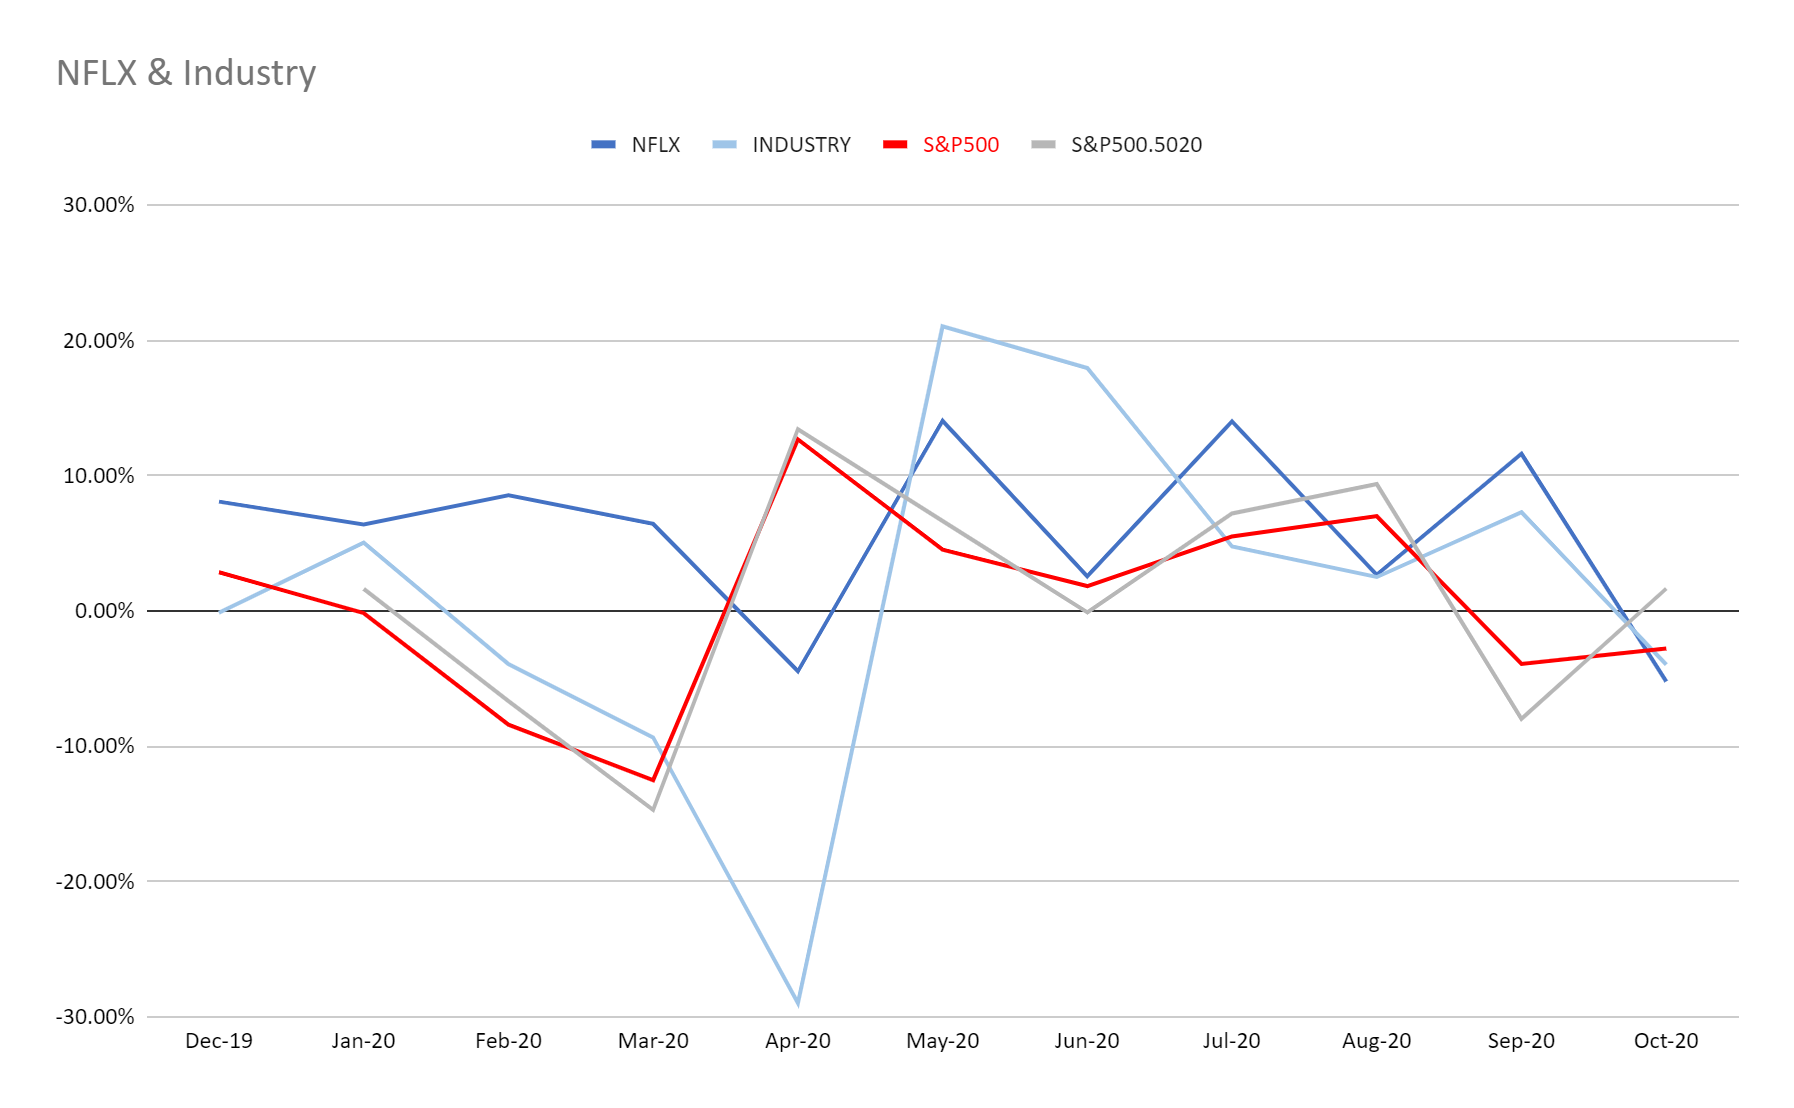 NFLX & Industry
NFLX INDUSTRY S&P500 S&P500.5020
30.00%
20.00%
10.00%
0.00%
-10.00%
-20.00%
-30.00%
Dec-19 Jan-20 Feb-20 Mar-20 Apr-20 May-20 Jun-20 Jul-20 Aug-20 Sep-20 Oct-20